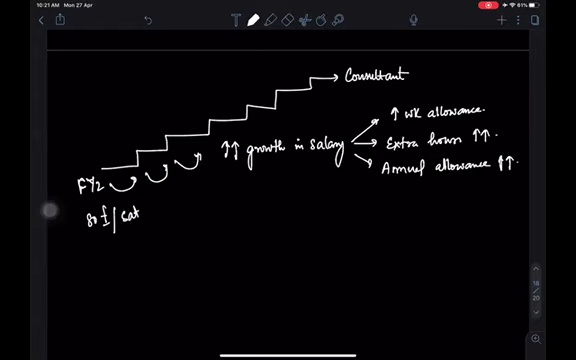 10:21 AM Mon 27 Apr
61%
Consultant
↑ wk allowance.
↑↑ growth in salary
Extra hours ↑↑.
Annual allowance ↑↑.
FY2
80 £ / Sat
18
20